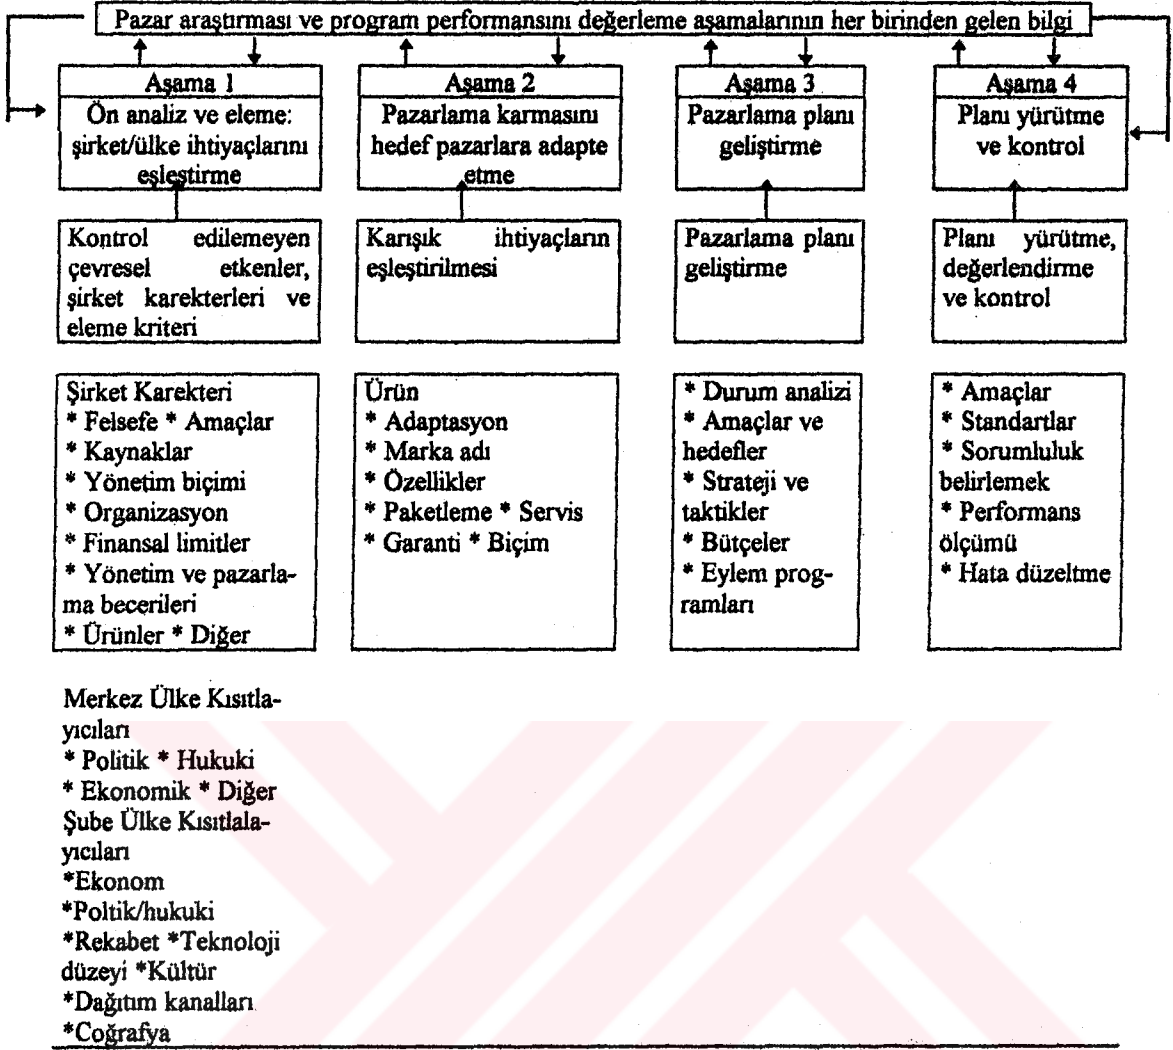 Pazar araştırması ve program performansını değerleme aşamalarının her birinden gelen bilgi
Aşama 1
Ön analiz ve eleme:
şirket/ülke ihtiyaçlarını
eşleştirme
Aşama 2
Pazarlama karmasını
hedef pazarlara adapte
etme
Aşama 3
Pazarlama planı
geliştirme
Aşama 4
Planı yürütme
ve kontrol
Kontrol edilemeyen
çevresel etkenler,
şirket karekterleri ve
eleme kriteri
Karışık ihtiyaçların
eşleştirilmesi
Pazarlama planı
geliştirme
Planı yürütme,
değerlendirme
ve kontrol
Şirket Karekteri
* Felsefe * Amaçlar
* Kaynaklar
* Yönetim biçimi
* Organizasyon
* Finansal limitler
* Yönetim ve pazarla-
ma becerileri
* Ürünler * Diğer
Ürün
* Adaptasyon
* Marka adı
* Özellikler
* Paketleme * Servis
* Garanti * Biçim
* Durum analizi
* Amaçlar ve
hedefler
* Strateji ve
taktikler
* Bütçeler
* Eylem prog-
ramları
* Amaçlar
* Standartlar
* Sorumluluk
belirlemek
* Performans
ölçümü
* Hata düzeltme
Merkez Ülke Kısıtla-
yıcıları
* Politik * Hukuki
* Ekonomik * Diğer
Şube Ülke Kısıtlala-
yıcıları
*Ekonom
*Poltik/hukuki
*Rekabet *Teknoloji
düzeyi *Kültür
*Dağıtım kanalları
*Coğrafya